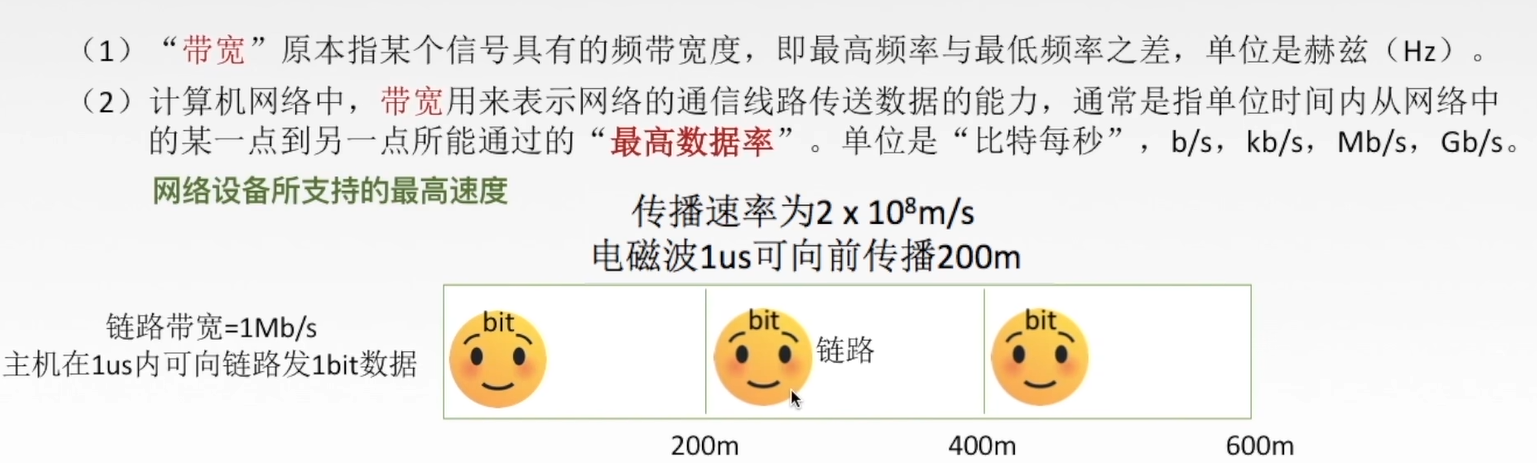 （1）“带宽”原本指某个信号具有的频带宽度，即最高频率与最低频率之差，单位是赫兹（Hz）。
（2）计算机网络中，带宽用来表示网络的通信线路传送数据的能力，通常是指单位时间内从网络中
的某一点到另一点所能通过的“最高数据率”。单位是“比特每秒”，b/s，kb/s，Mb/s，Gb/s。
网络设备所支持的最高速度
传播速率为2 x 10⁸m/s
电磁波1us可向前传播200m
链路带宽=1Mb/s
主机在1us内可向链路发1bit数据
bit
bit
链路
bit
200m
400m
600m